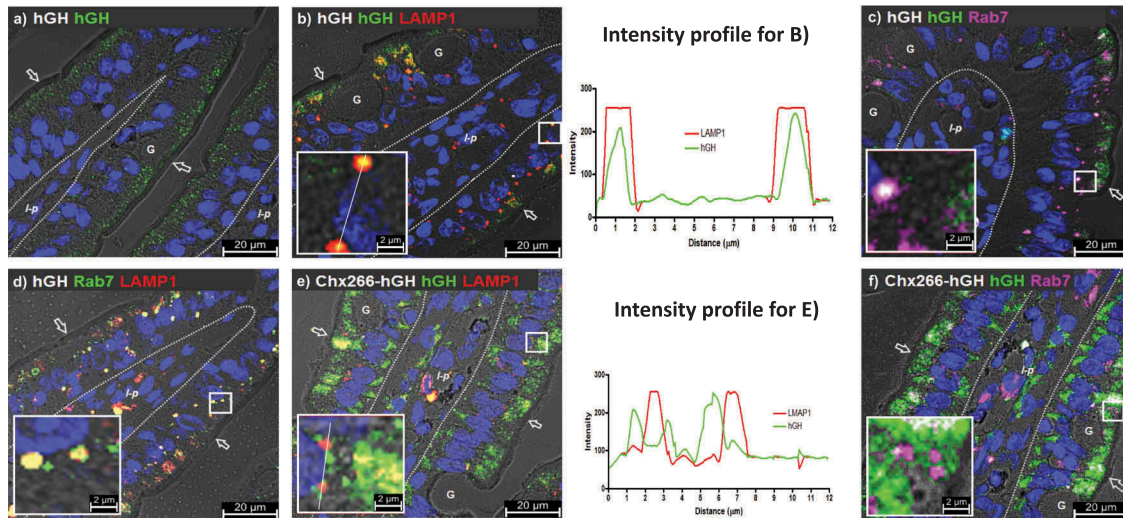 a) hGH hGH
G
l-p
l-p
20 µm
b) hGH hGH LAMP1
G
l-p
2 µm
20 µm
Intensity profile for B)
300
200
100
0
Intensity
LAMP1
hGH
0 1 2 3 4 5 6 7 8 9 10 11 12
Distance (µm)
c) hGH hGH Rab7
G
G
l-p
2 µm
20 µm
d) hGH Rab7 LAMP1
l-p
2 µm
20 µm
e) Chx266-hGH hGH LAMP1
G
l-p
G
2 µm
20 µm
Intensity profile for E)
300
200
100
0
Intensity
LMAP1
hGH
0 1 2 3 4 5 6 7 8 9 10 11 12
Distance (µm)
f) Chx266-hGH hGH Rab7
l-p
G
G
2 µm
20 µm